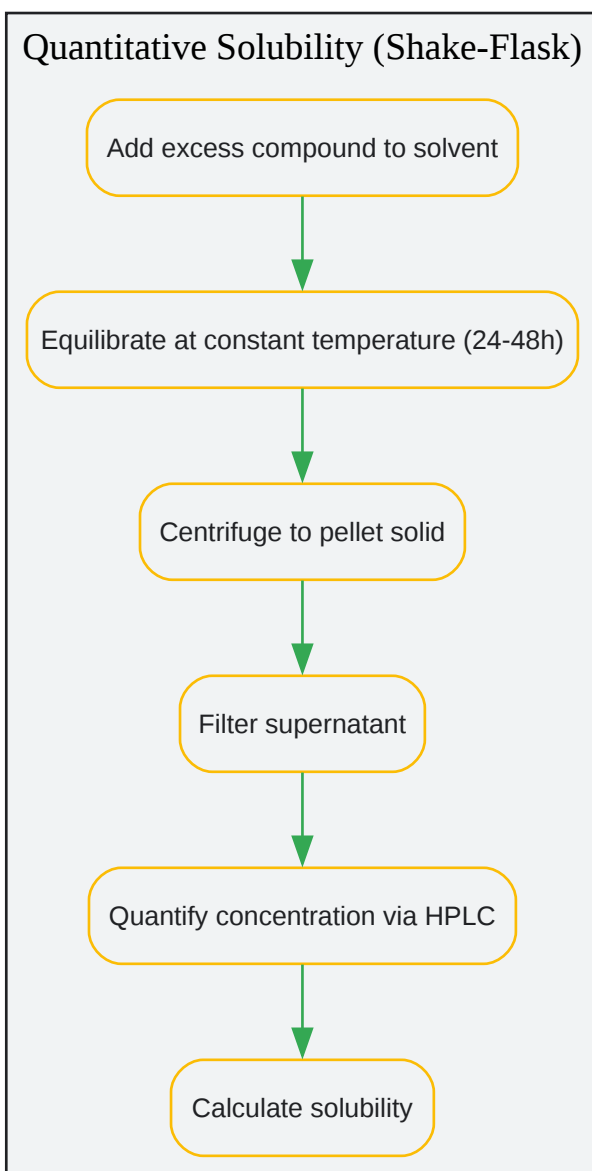 Quantitative Solubility (Shake-Flask)
Add excess compound to solvent
Equilibrate at constant temperature (24-48h)
Centrifuge to pellet solid
Filter supernatant
Quantify concentration via HPLC
Calculate solubility